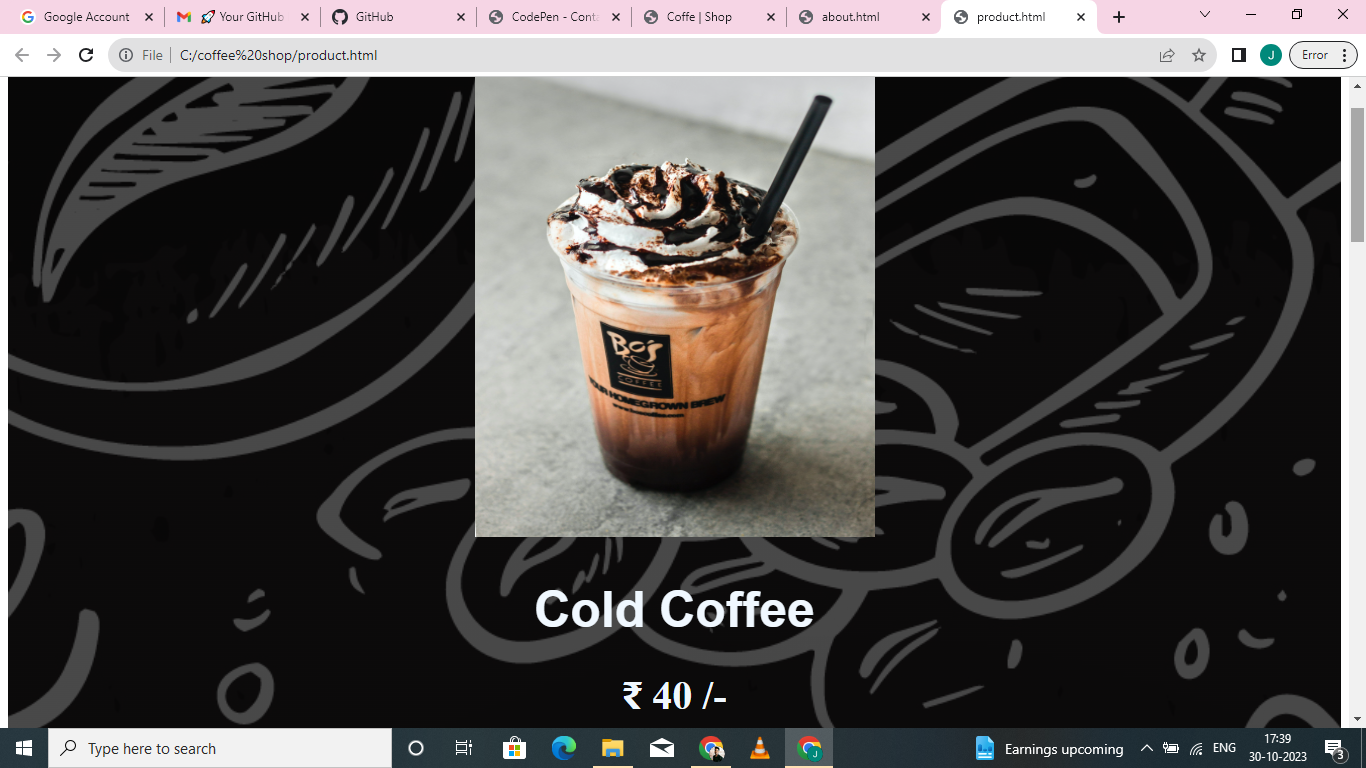 Google Account
Your GitHub
GitHub
CodePen - Cont
Coffe | Shop
about.html
product.html
File
C:/coffee%20shop/product.html
J
Error
Bo's
COFFEE
YOUR HOMEGROWN BREW
Cold Coffee
₹ 40 /-
Type here to search
J
Earnings upcoming
ENG
17:39
30-10-2023
3